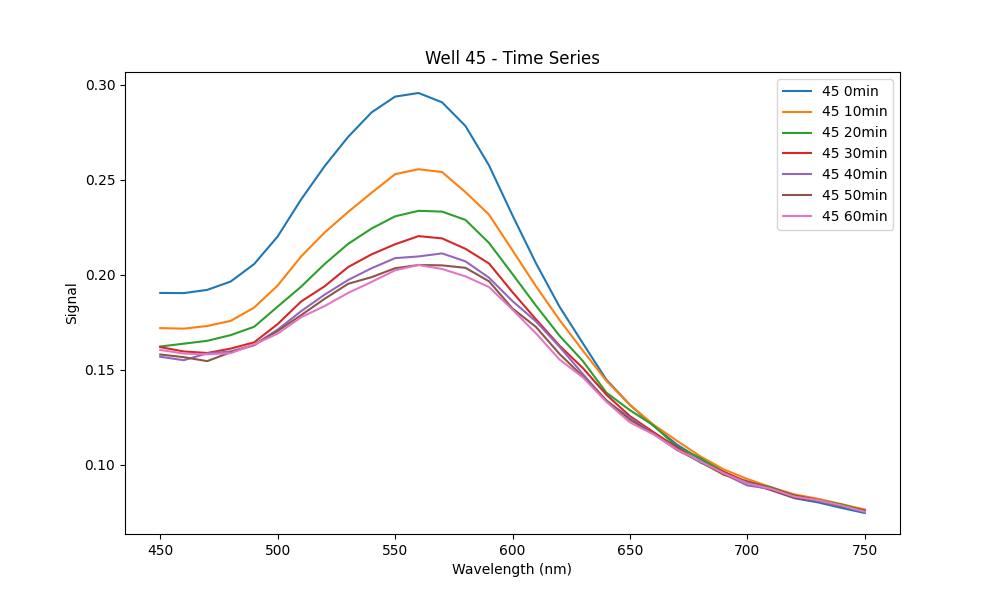 Well 45 - Time Series
Signal
0.30
0.25
0.20
0.15
0.10
45 0min
45 10min
45 20min
45 30min
45 40min
45 50min
45 60min
450 500 550 600 650 700 750
Wavelength (nm)